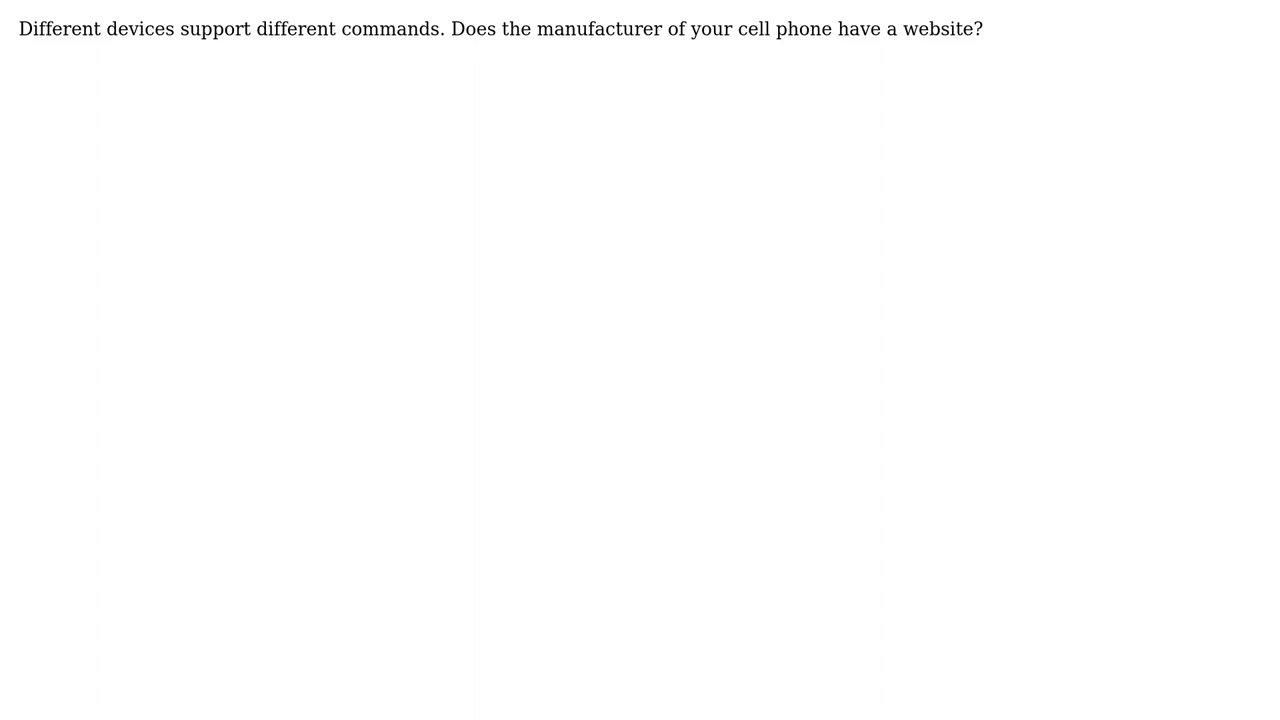 Different devices support different commands. Does the manufacturer of your cell phone have a website?